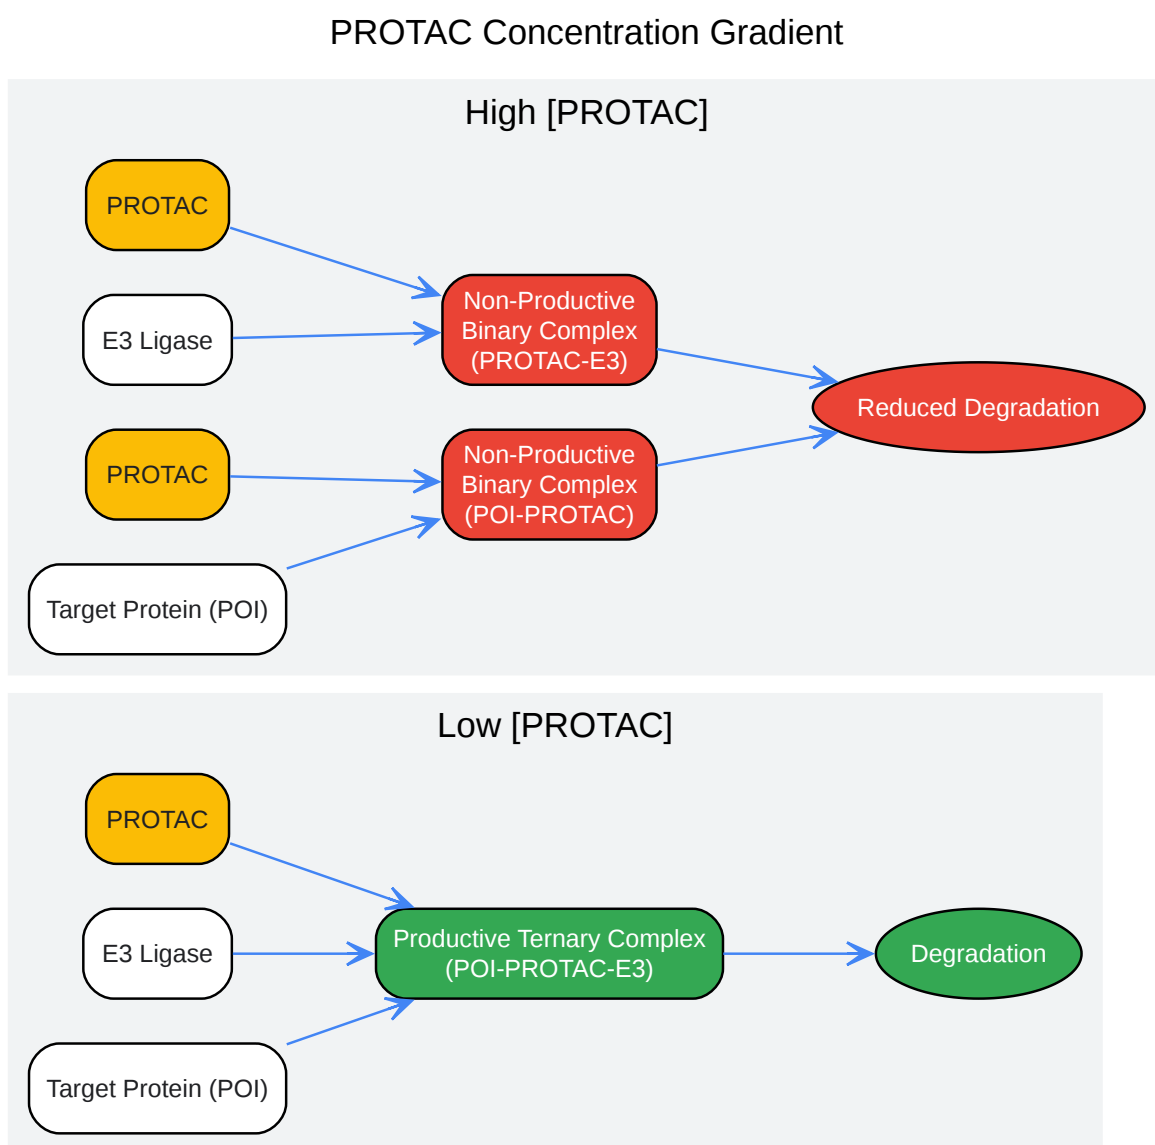 PROTAC Concentration Gradient
High [PROTAC]
PROTAC
E3 Ligase
PROTAC
Target Protein (POI)
Non-Productive
Binary Complex
(PROTAC-E3)
Non-Productive
Binary Complex
(POI-PROTAC)
Reduced Degradation
Low [PROTAC]
PROTAC
E3 Ligase
Target Protein (POI)
Productive Ternary Complex
(POI-PROTAC-E3)
Degradation